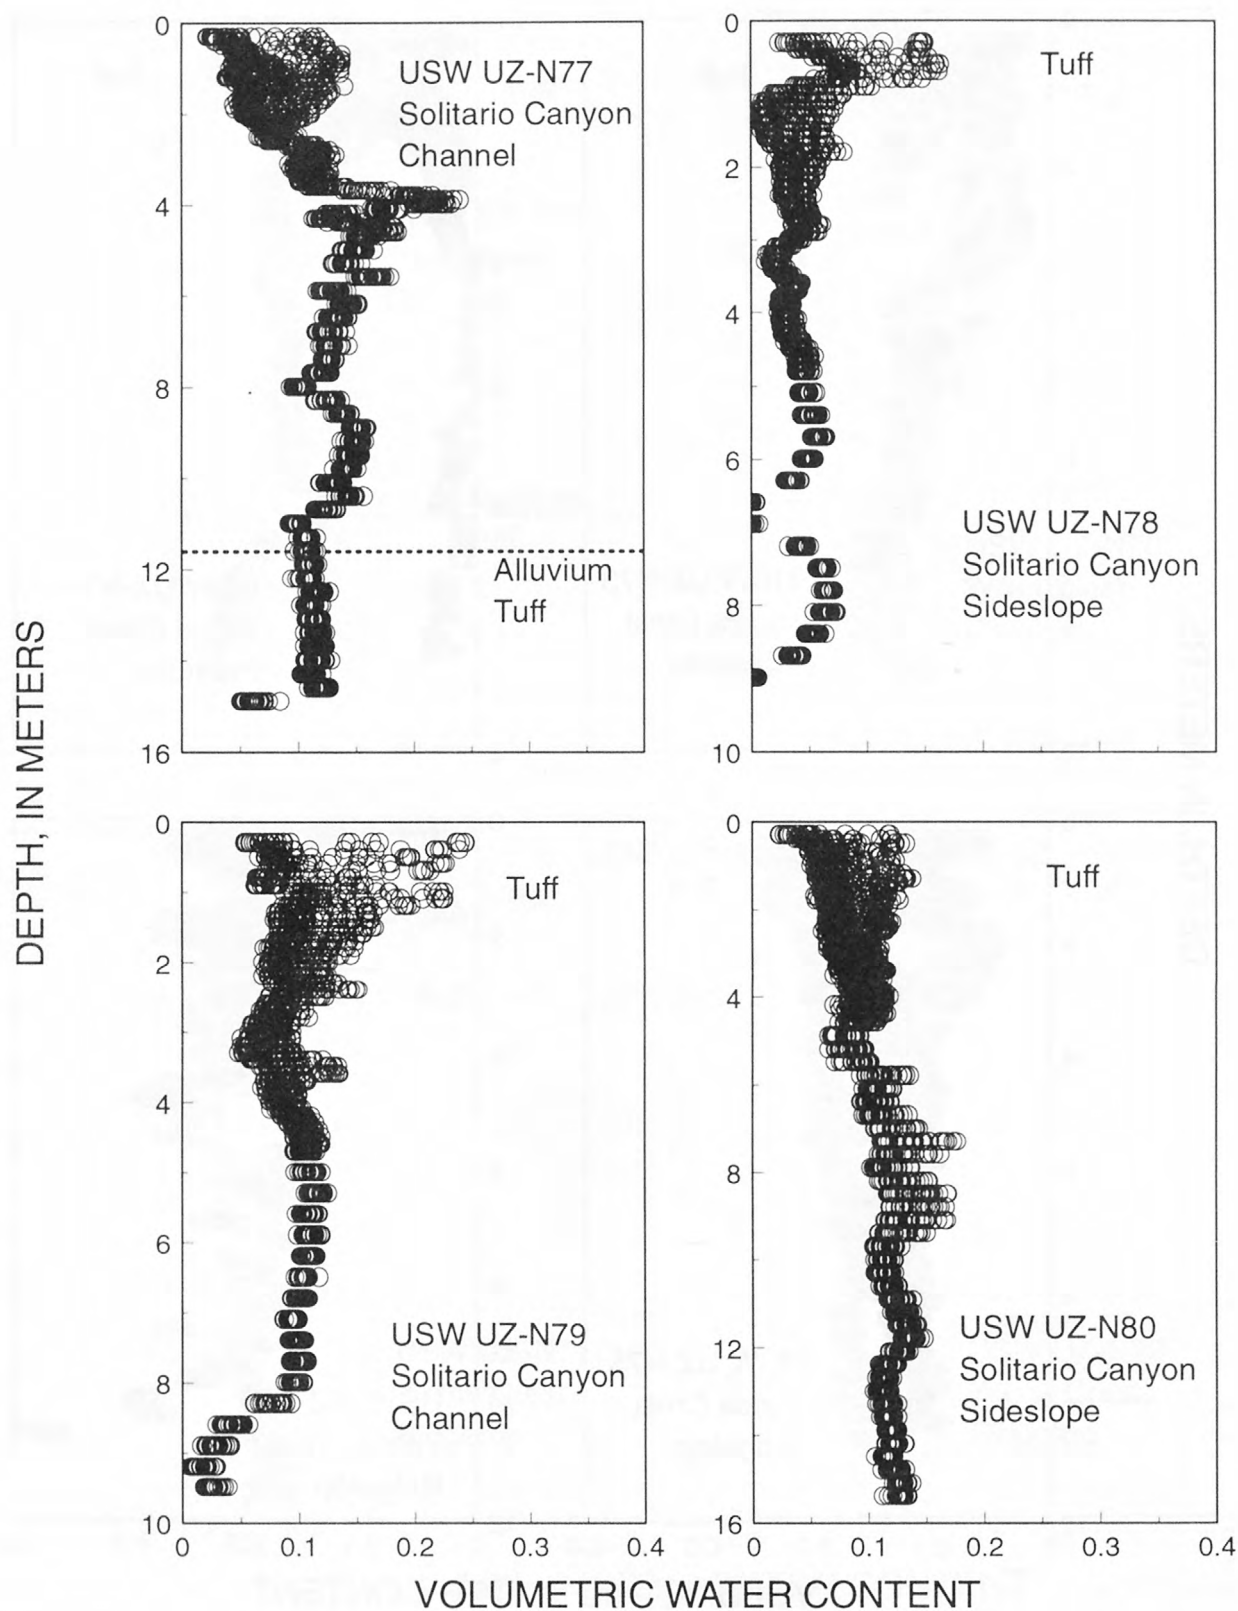 0
4
8
12
16
USW UZ-N77
Solitario Canyon
Channel
Alluvium
Tuff
0
2
4
6
8
10
Tuff
USW UZ-N78
Solitario Canyon
Sideslope
DEPTH, IN METERS
0
2
4
6
8
10
Tuff
USW UZ-N79
Solitario Canyon
Channel
0 0.1 0.2 0.3 0.4
0
4
8
12
16
Tuff
USW UZ-N80
Solitario Canyon
Sideslope
0 0.1 0.2 0.3 0.4
VOLUMETRIC WATER CONTENT